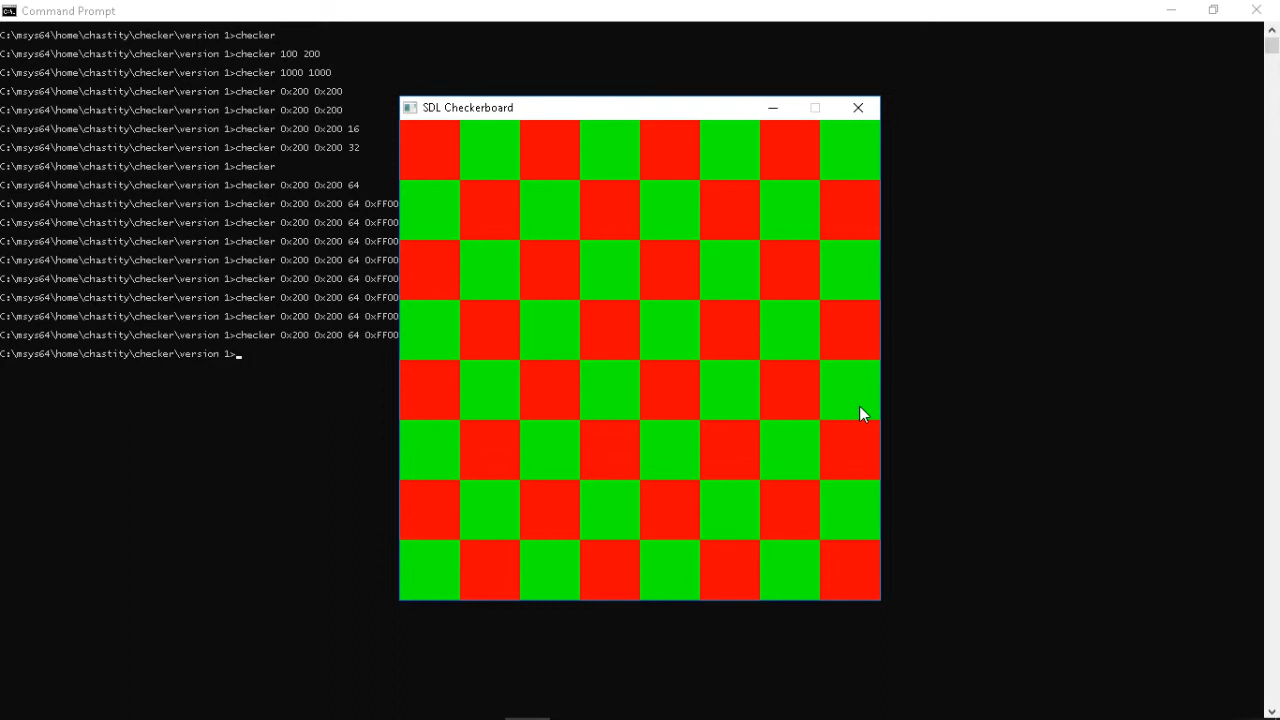 Command Prompt
C:\msys64\home\chastity\checker\version 1>checker
C:\msys64\home\chastity\checker\version 1>checker 100 200
C:\msys64\home\chastity\checker\version 1>checker 1000 1000
C:\msys64\home\chastity\checker\version 1>checker 0x200 0x200
C:\msys64\home\chastity\checker\version 1>checker 0x200 0x200
C:\msys64\home\chastity\checker\version 1>checker 0x200 0x200 16
C:\msys64\home\chastity\checker\version 1>checker 0x200 0x200 32
C:\msys64\home\chastity\checker\version 1>checker
C:\msys64\home\chastity\checker\version 1>checker 0x200 0x200 64
C:\msys64\home\chastity\checker\version 1>checker 0x200 0x200 64 0xFF00
C:\msys64\home\chastity\checker\version 1>checker 0x200 0x200 64 0xFF00
C:\msys64\home\chastity\checker\version 1>checker 0x200 0x200 64 0xFF00
C:\msys64\home\chastity\checker\version 1>checker 0x200 0x200 64 0xFF00
C:\msys64\home\chastity\checker\version 1>checker 0x200 0x200 64 0xFF00
C:\msys64\home\chastity\checker\version 1>checker 0x200 0x200 64 0xFF00
C:\msys64\home\chastity\checker\version 1>checker 0x200 0x200 64 0xFF00
C:\msys64\home\chastity\checker\version 1>checker 0x200 0x200 64 0xFF00
C:\msys64\home\chastity\checker\version 1>_
SDL Checkerboard